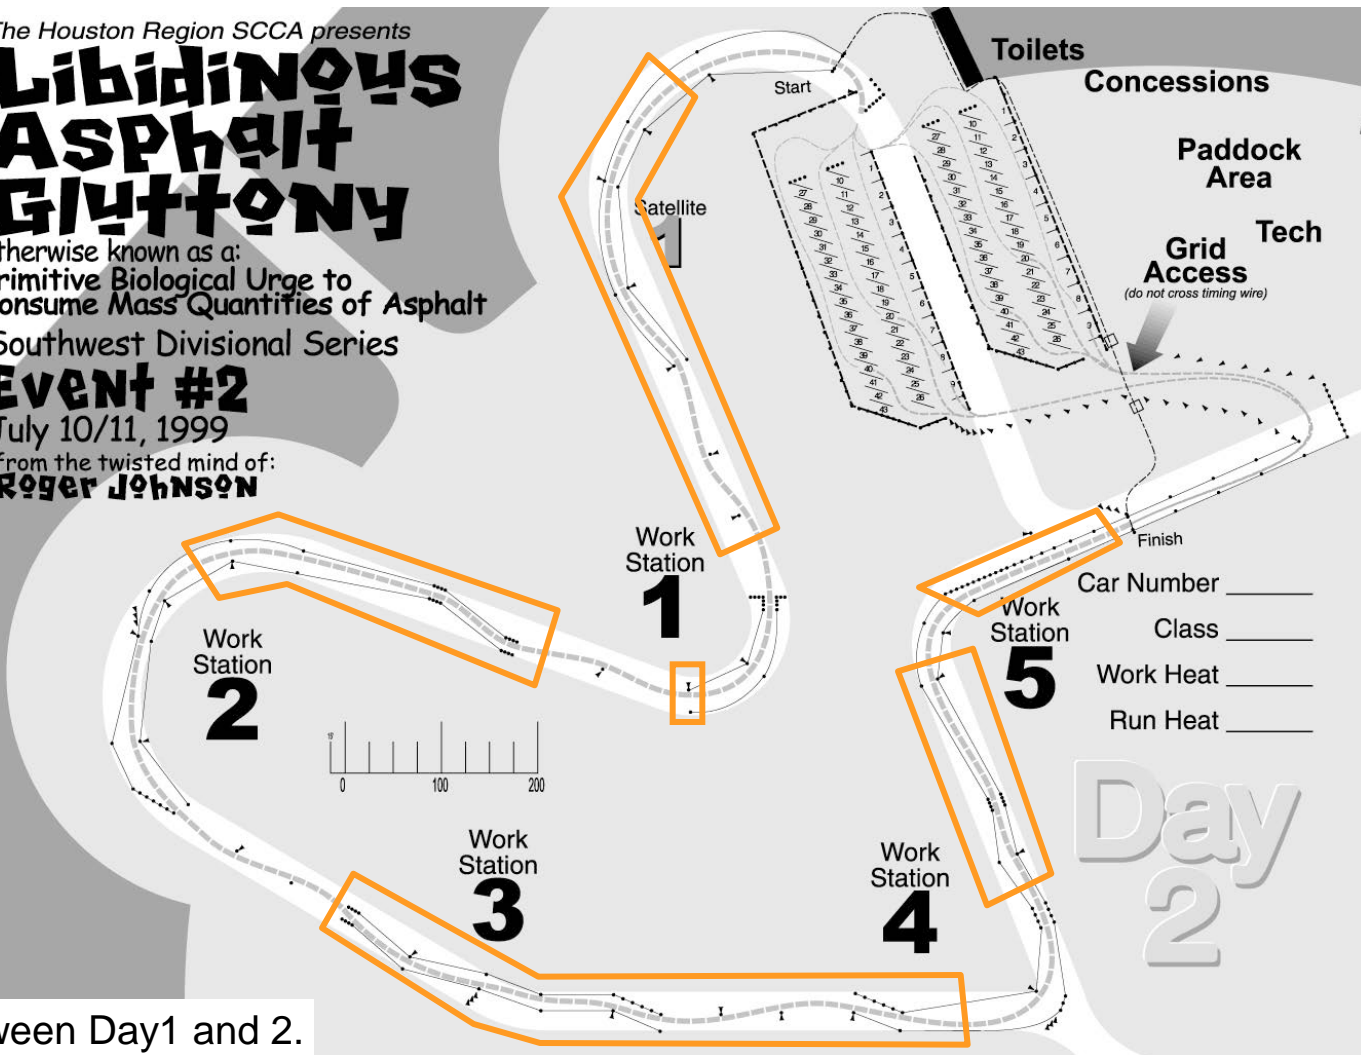 The Houston Region SCCA presents
Libidinous
Asphalt
Gluttony
therwise known as a:
rimitive Biological Urge to
onsume Mass Quantities of Asphalt
Southwest Divisional Series
Event #2
July 10/11, 1999
from the twisted mind of:
Roger Johnson
Toilets
Concessions
Paddock
Area
Tech
Grid
Access
(do not cross timing wire)
Start
Satellite
1
Work
Station
1
Work
Station
2
Work
Station
3
Work
Station
4
Work
Station
5
Finish
Car Number
Class
Work Heat
Run Heat
0 100 200
Day
2
ween Day1 and 2.